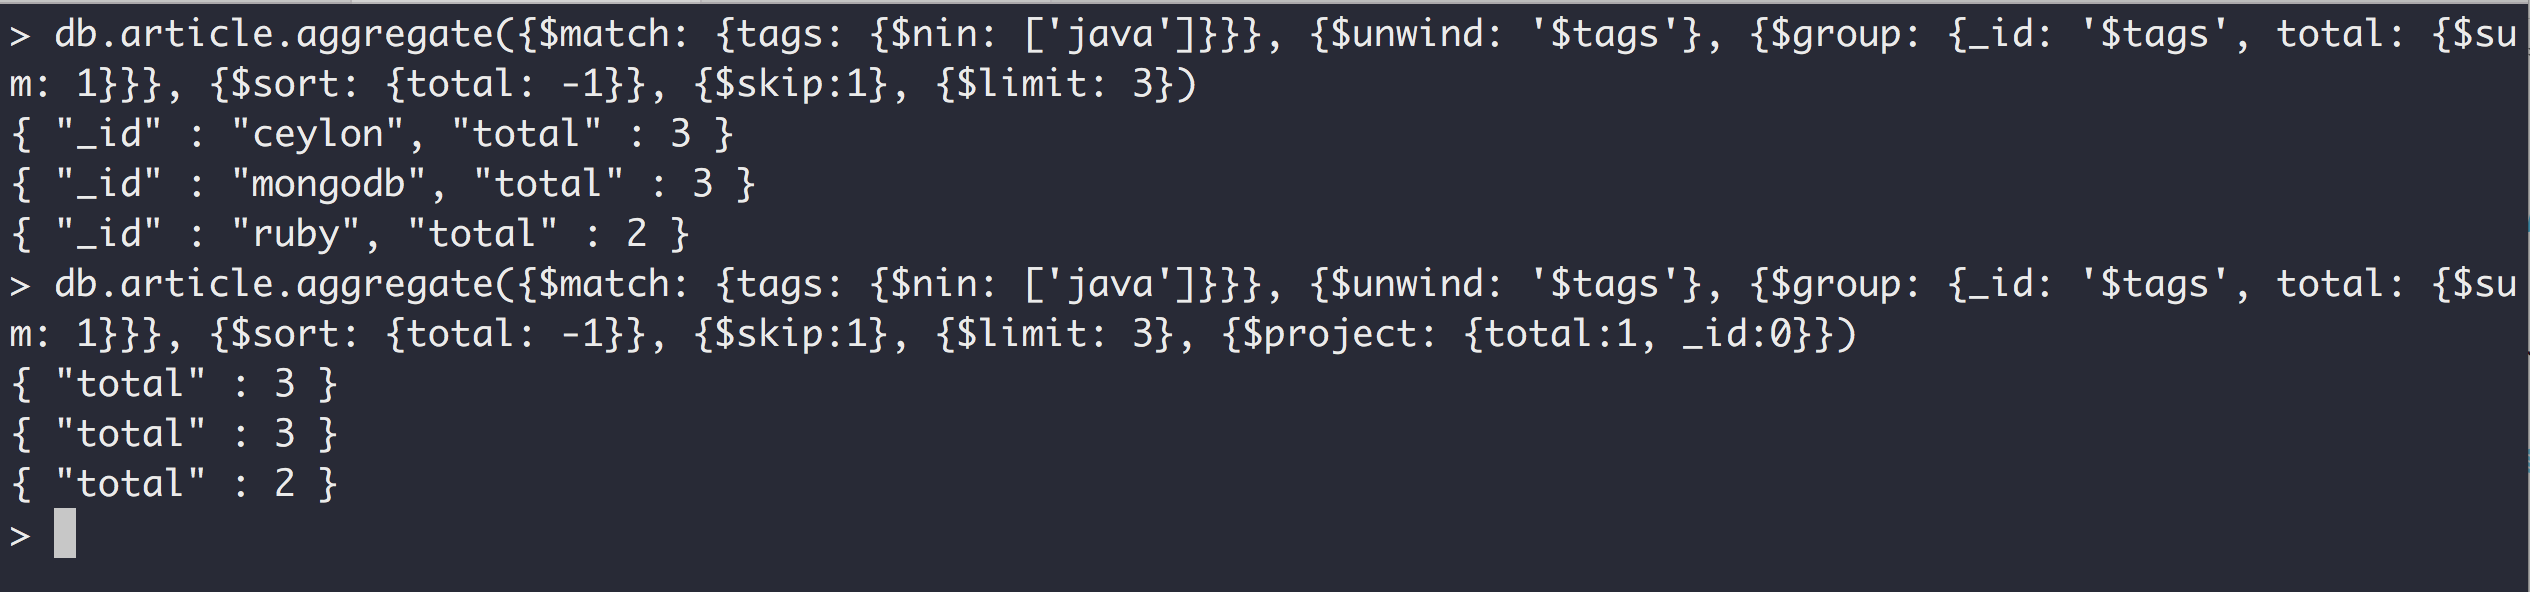 > db.article.aggregate({$match: {tags: {$nin: ['java']}}}, {$unwind: '$tags'}, {$group: {_id: '$tags', total: {$su
m: 1}}}, {$sort: {total: -1}}, {$skip:1}, {$limit: 3})
{ "_id" : "ceylon", "total" : 3 }
{ "_id" : "mongodb", "total" : 3 }
{ "_id" : "ruby", "total" : 2 }
> db.article.aggregate({$match: {tags: {$nin: ['java']}}}, {$unwind: '$tags'}, {$group: {_id: '$tags', total: {$su
m: 1}}}, {$sort: {total: -1}}, {$skip:1}, {$limit: 3}, {$project: {total:1, _id:0}})
{ "total" : 3 }
{ "total" : 3 }
{ "total" : 2 }
>